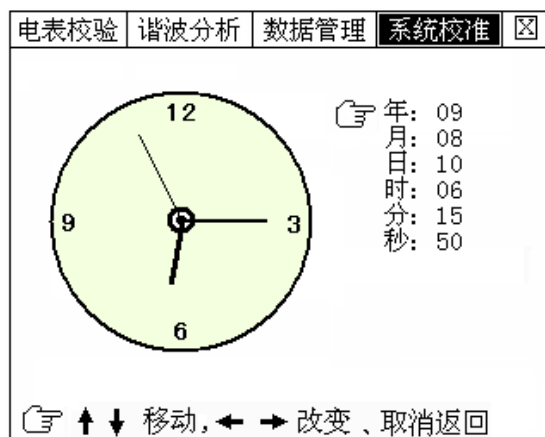 电表校验 谐波分析 数据管理 系统校准
12
9
3
6
年: 09
月: 08
日: 10
时: 06
分: 15
秒: 50
移动, 改变、取消返回